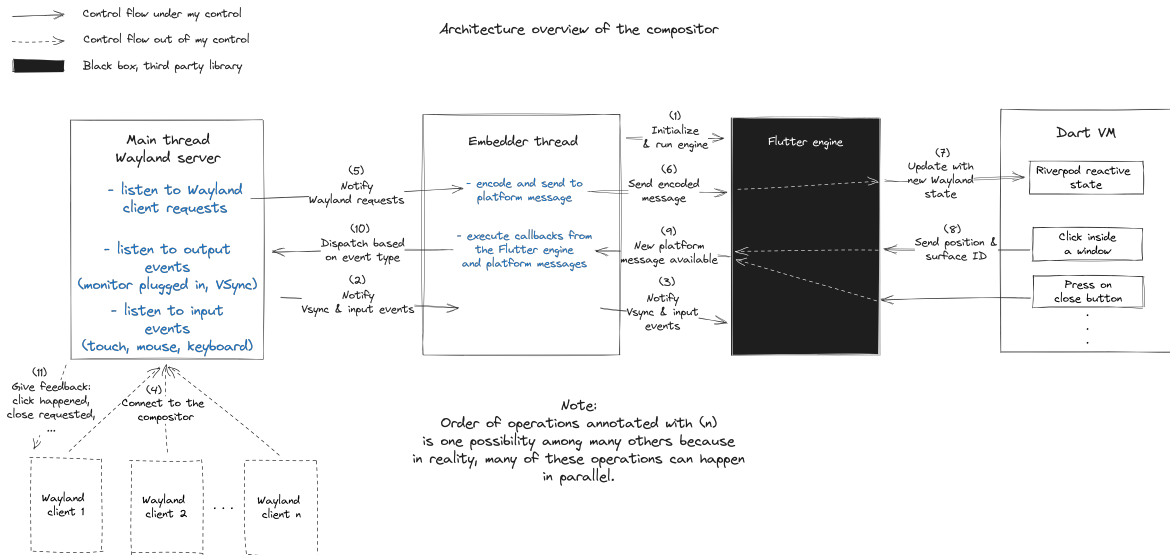 Control flow under my control
Control flow out of my control
Black box, third party library
Architecture overview of the compositor
Main thread
Wayland server
- listen to Wayland
client requests
- listen to output
events
(monitor plugged in, VSync)
- listen to input
events
(touch, mouse, keyboard)
(5)
Notify
Wayland requests
(10)
Dispatch based
on event type
(2)
Notify
Vsync & input events
Embedder thread
- encode and send to
platform message
- execute callbacks from
the Flutter engine
and platform messages
(1)
Initialize
& run engine
(6)
Send encoded
message
(9)
New platform
message available
(3)
Notify
Vsync & input
events
Flutter engine
(7)
Update with
new Wayland
state
(8)
Send position &
surface ID
Dart VM
Riverpod reactive
state
Click inside
a window
Press on
close button
.
.
.
(11)
Give feedback:
click happened,
close requested,
...
(4)
Connect to the
compositor
Wayland
client 1
Wayland
client 2
. . .
Wayland
client n
Note:
Order of operations annotated with (n)
is one possibility among many others because
in reality, many of these operations can happen
in parallel.